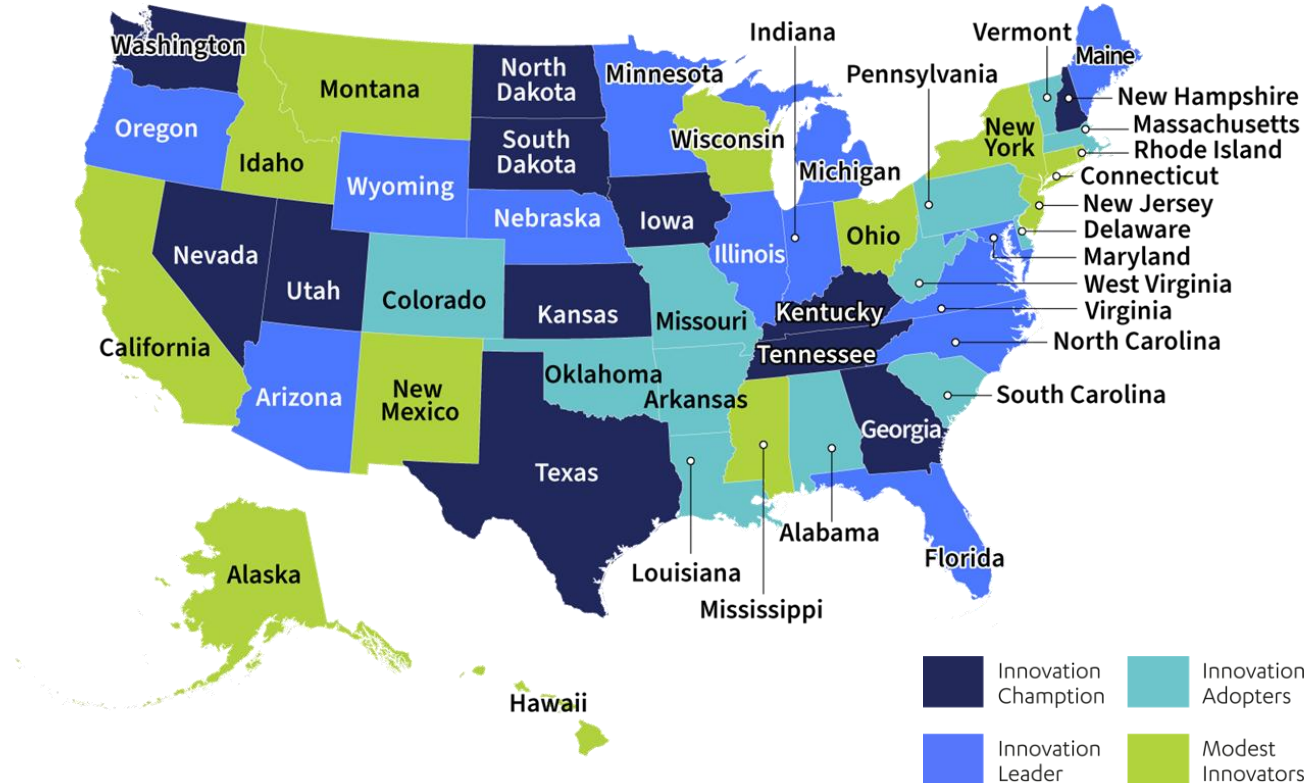 Indiana
Vermont
Washington
Maine
North
Dakota
Minnesota
Pennsylvania
Montana
New Hampshire
Oregon
South
Dakota
Wisconsin
New
York
Massachusetts
Idaho
Michigan
Rhode Island
Wyoming
Connecticut
Nebraska
Iowa
New Jersey
Nevada
Illinois
Ohio
Delaware
Maryland
Utah
Colorado
Kansas
Missouri
Kentucky
West Virginia
Virginia
California
Tennessee
North Carolina
Arizona
New
Mexico
Oklahoma
Arkansas
South Carolina
Georgia
Texas
Alabama
Florida
Alaska
Louisiana
Mississippi
Hawaii
Innovation
Chamption
Innovation
Adopters
Innovation
Leader
Modest
Innovators